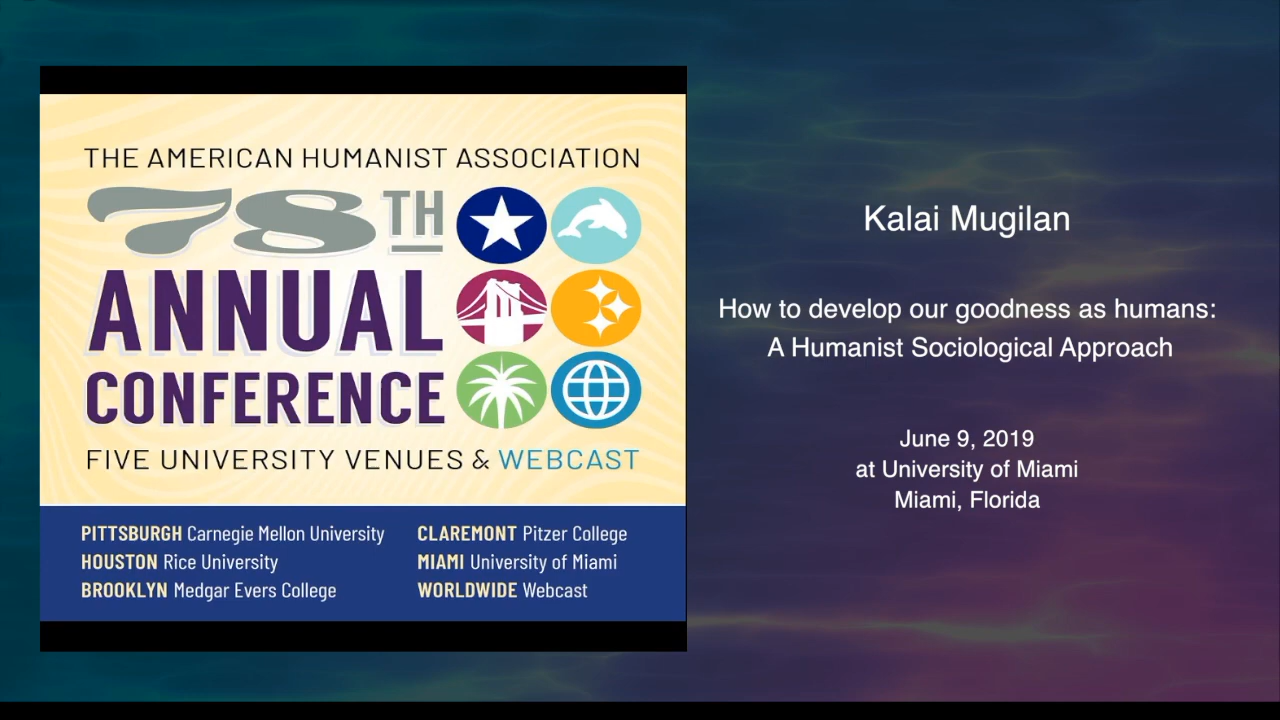 THE AMERICAN HUMANIST ASSOCIATION
78TH
ANNUAL
CONFERENCE
FIVE UNIVERSITY VENUES & WEBCAST
PITTSBURGH Carnegie Mellon University
HOUSTON Rice University
BROOKLYN Medgar Evers College
CLAREMONT Pitzer College
MIAMI University of Miami
WORLDWIDE Webcast
Kalai Mugilan
How to develop our goodness as humans:
A Humanist Sociological Approach
June 9, 2019
at University of Miami
Miami, Florida